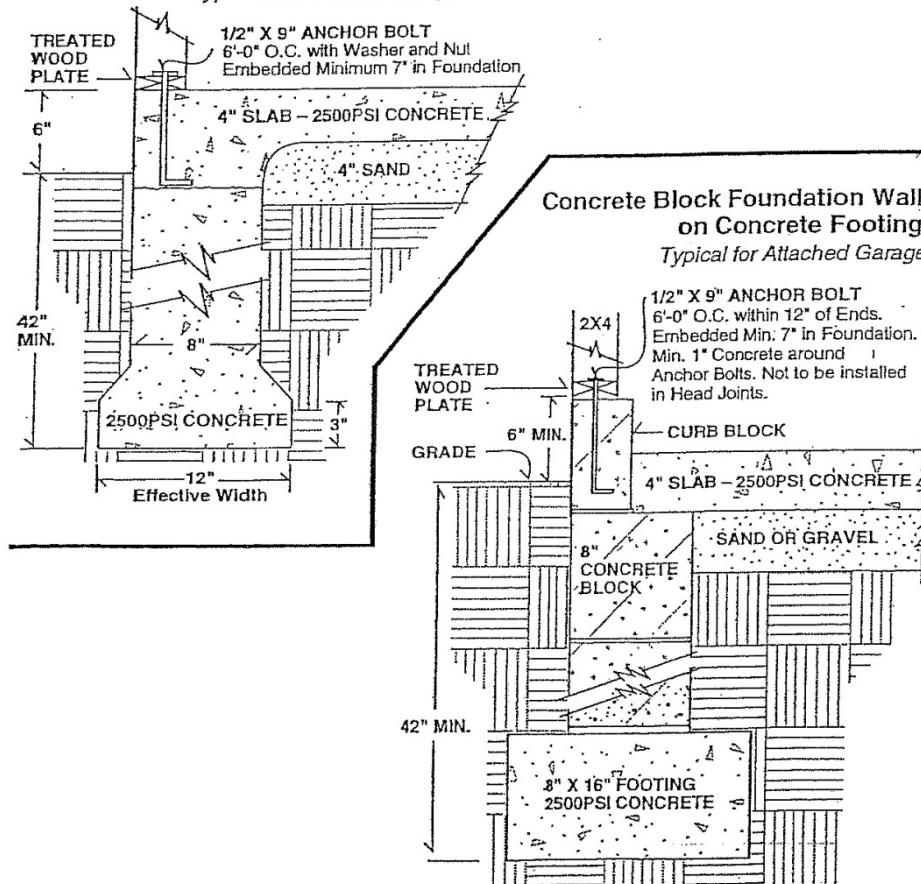 1/2" X 9" ANCHOR BOLT
6'-0" O.C. with Washer and Nut
Embedded Minimum 7" in Foundation
TREATED
WOOD
PLATE
6"
4" SLAB – 2500PSI CONCRETE
4" SAND
42"
MIN.
8"
2500PSI CONCRETE
3"
12"
Effective Width
Concrete Block Foundation Wall
on Concrete Footing
Typical for Attached Garage
1/2" X 9" ANCHOR BOLT
6'-0" O.C. within 12" of Ends.
Embedded Min. 7" in Foundation.
Min. 1" Concrete around
Anchor Bolts. Not to be installed
in Head Joints.
2X4
TREATED
WOOD
PLATE
6" MIN.
CURB BLOCK
GRADE
4" SLAB – 2500PSI CONCRETE
SAND OR GRAVEL
8"
CONCRETE
BLOCK
42" MIN.
8" X 16" FOOTING
2500PSI CONCRETE